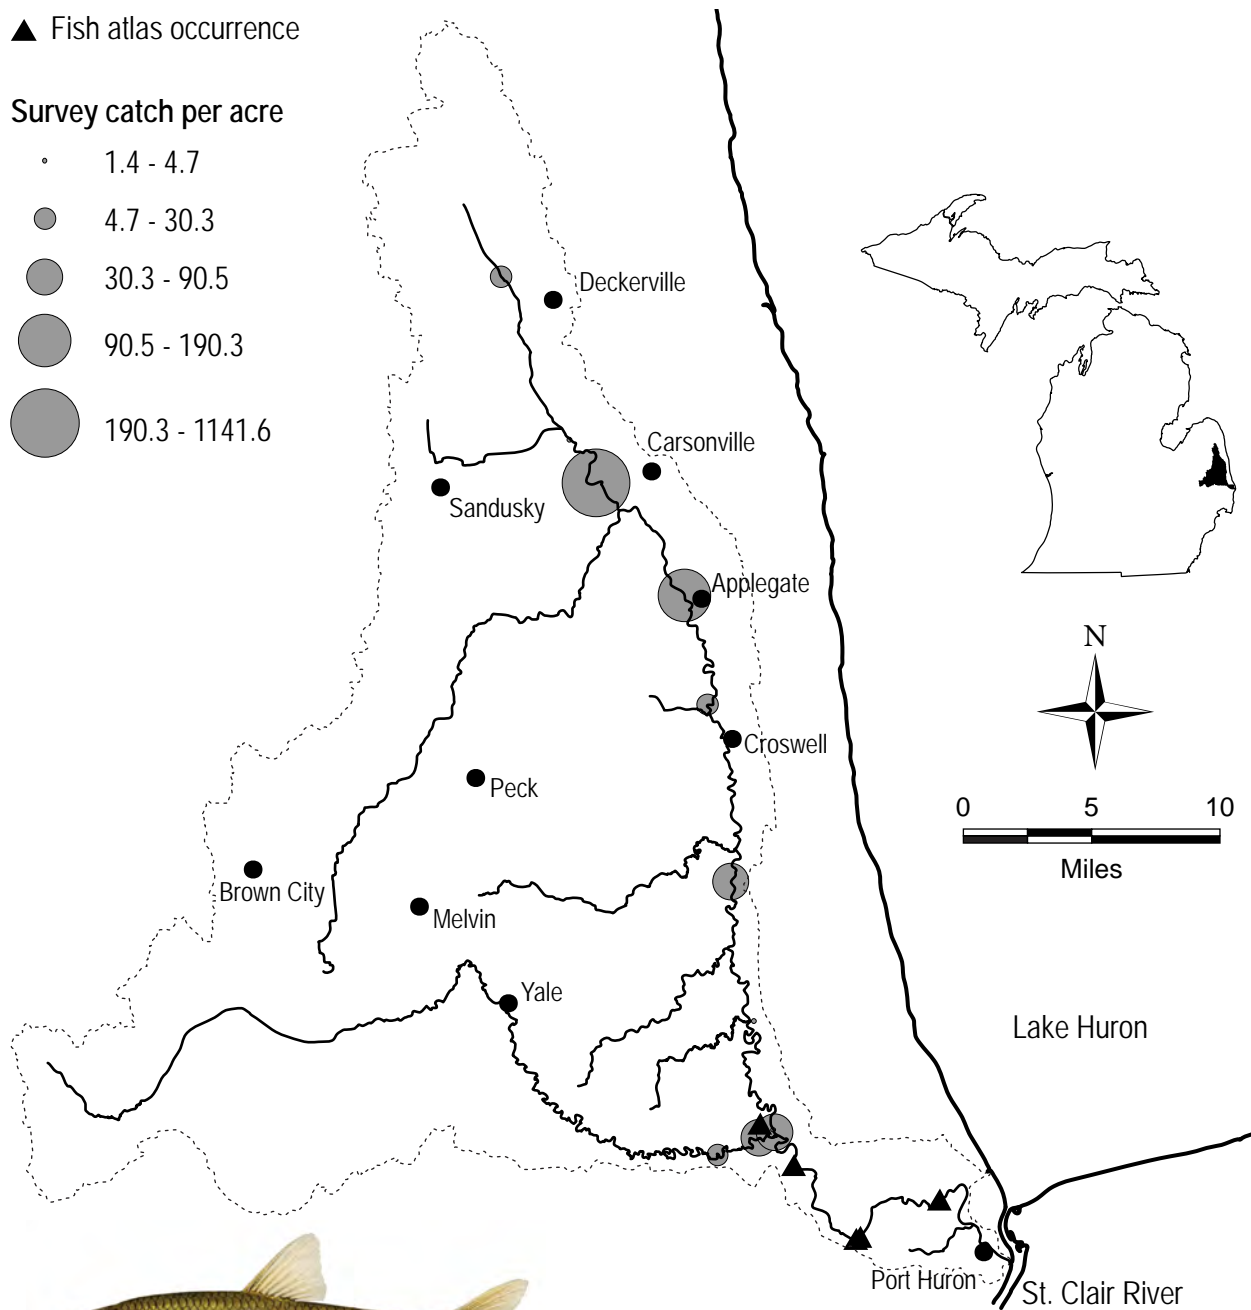 Fish atlas occurrence
Survey catch per acre
1.4 - 4.7
4.7 - 30.3
30.3 - 90.5
90.5 - 190.3
190.3 - 1141.6
Deckerville
Carsonville
Sandusky
Applegate
Croswell
Peck
Brown City
Melvin
Yale
Port Huron
N
0 5 10
Miles
Lake Huron
St. Clair River